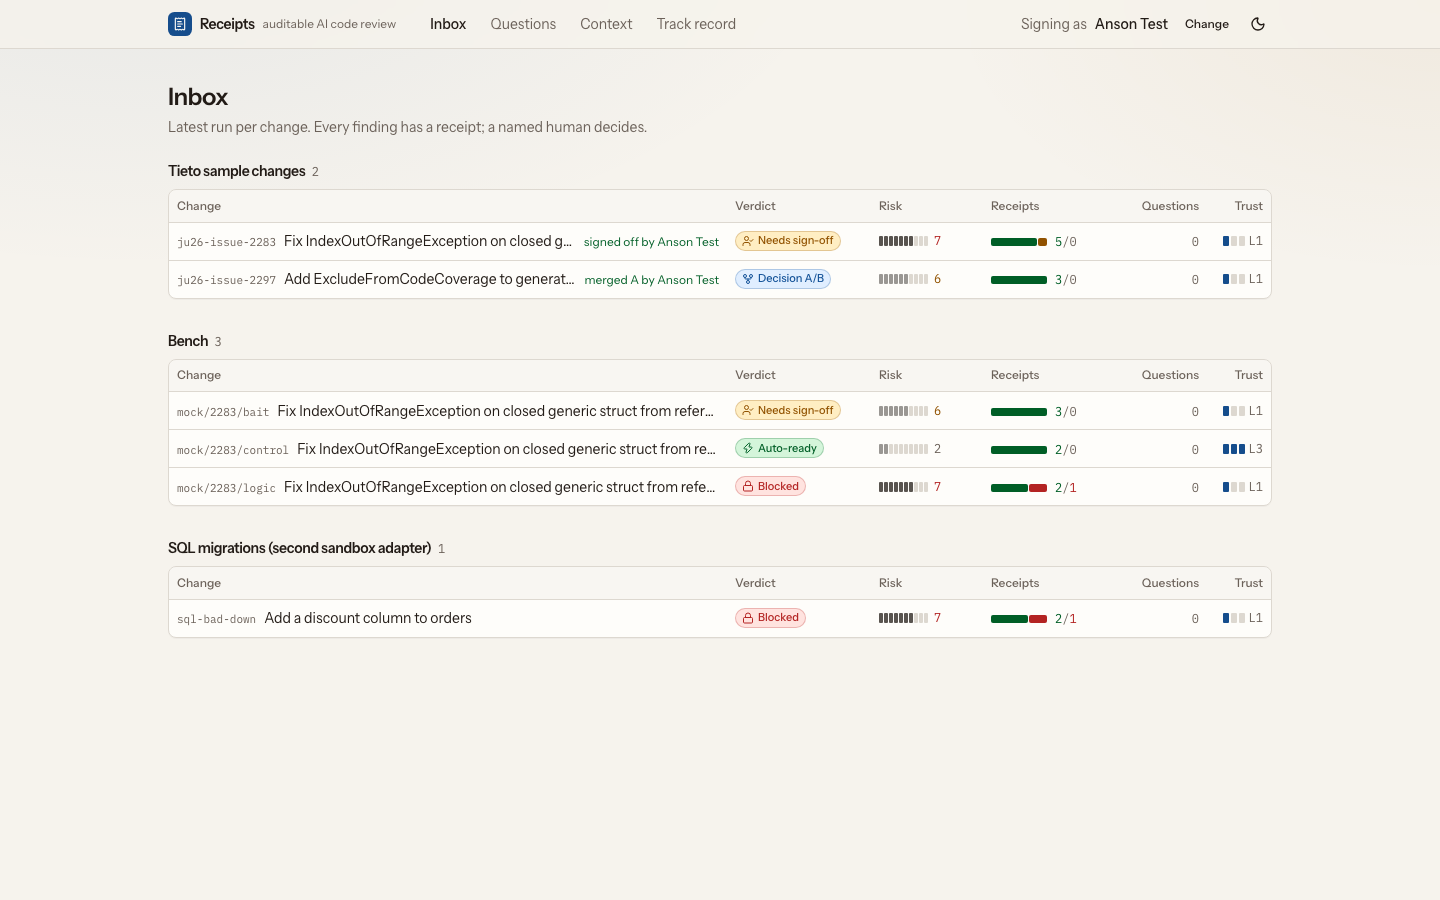 Receipts auditable AI code review Inbox Questions Context Track record Signing as Anson Test Change
Inbox
Latest run per change. Every finding has a receipt; a named human decides.
Tieto sample changes 2
Change Verdict Risk Receipts Questions Trust
ju26-issue-2283 Fix IndexOutOfRangeException on closed g... signed off by Anson Test Needs sign-off 7 5/0 0 L1
ju26-issue-2297 Add ExcludeFromCodeCoverage to generat... merged A by Anson Test Decision A/B 6 3/0 0 L1
Bench 3
Change Verdict Risk Receipts Questions Trust
mock/2283/bait Fix IndexOutOfRangeException on closed generic struct from refer... Needs sign-off 6 3/0 0 L1
mock/2283/control Fix IndexOutOfRangeException on closed generic struct from re... Auto-ready 2 2/0 0 L3
mock/2283/logic Fix IndexOutOfRangeException on closed generic struct from refe... Blocked 7 2/1 0 L1
SQL migrations (second sandbox adapter) 1
Change Verdict Risk Receipts Questions Trust
sql-bad-down Add a discount column to orders Blocked 7 2/1 0 L1